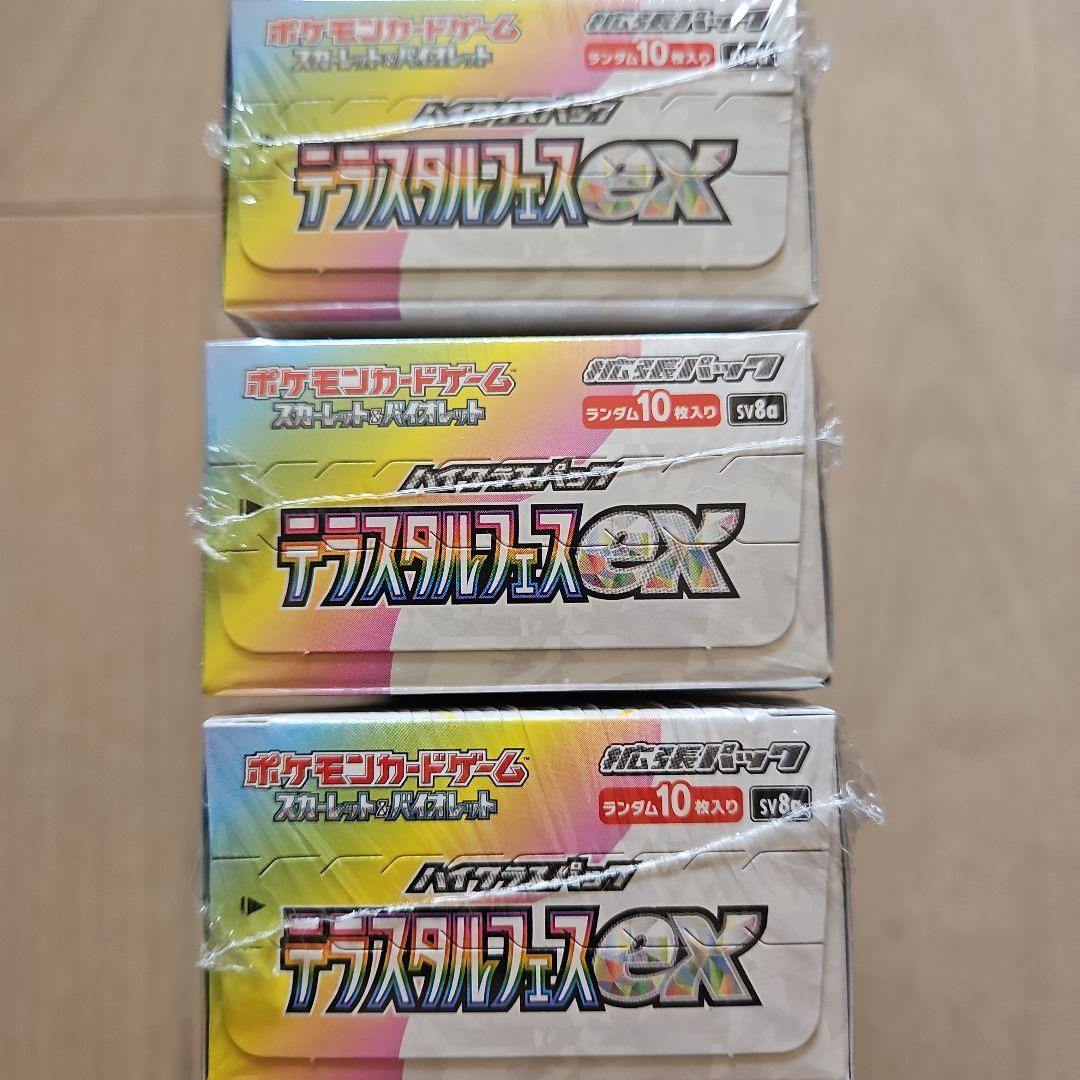 ポケモンカードゲーム 拡張パック
スカーレット&バイオレット ランダム10枚入り SV8a
ハイクラスパック
テラスタルフェスex
ポケモンカードゲーム™ 拡張パック
スカーレット&バイオレット ランダム10枚入り SV8a
ハイクラスパック
テラスタルフェスex
ポケモンカードゲーム™ 拡張パック
スカーレット&バイオレット ランダム10枚入り SV8a
ハイクラスパック
テラスタルフェスex